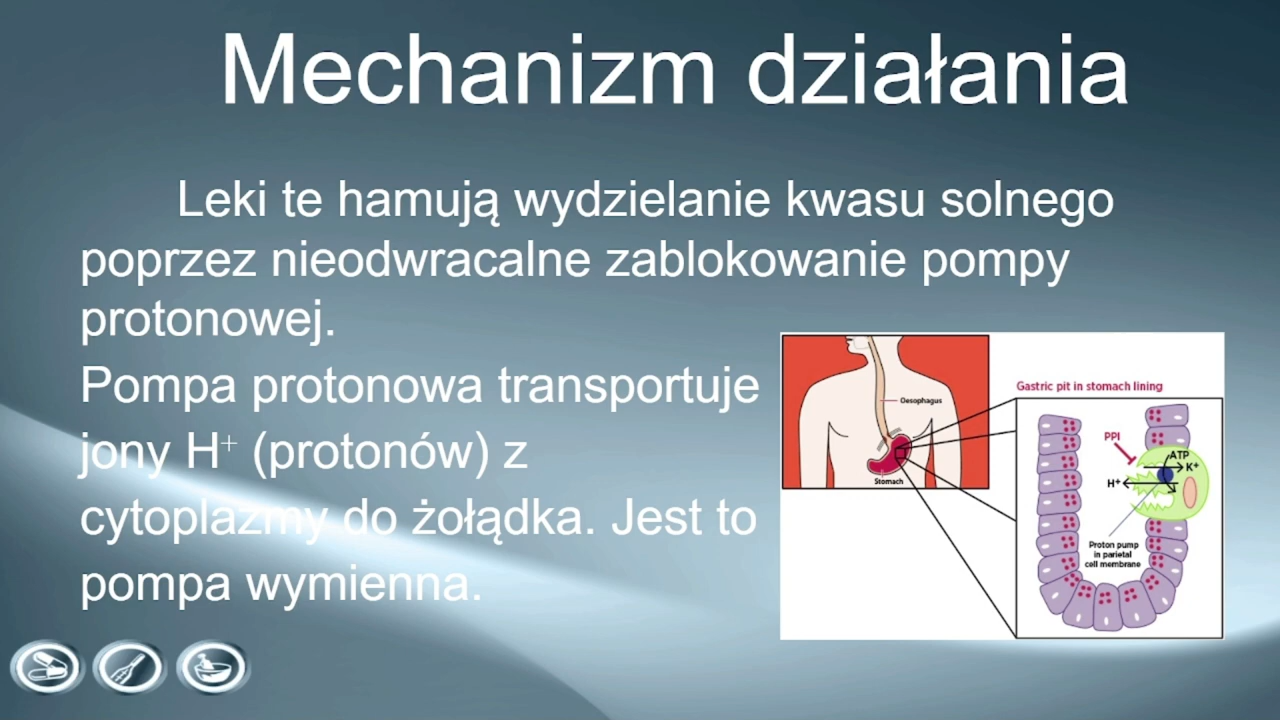 Mechanizm działania
Leki te hamują wydzielanie kwasu solnego
poprzez nieodwracalne zablokowanie pompy
protonowej.
Pompa protonowa transportuje
jony H⁺ (protonów) z
cytoplazmy do żołądka. Jest to
pompa wymienna.
Oesophagus
Stomach
Gastric pit in stomach lining
PPI
ATP
K⁺
H⁺
Proton pump
in parietal
cell membrane